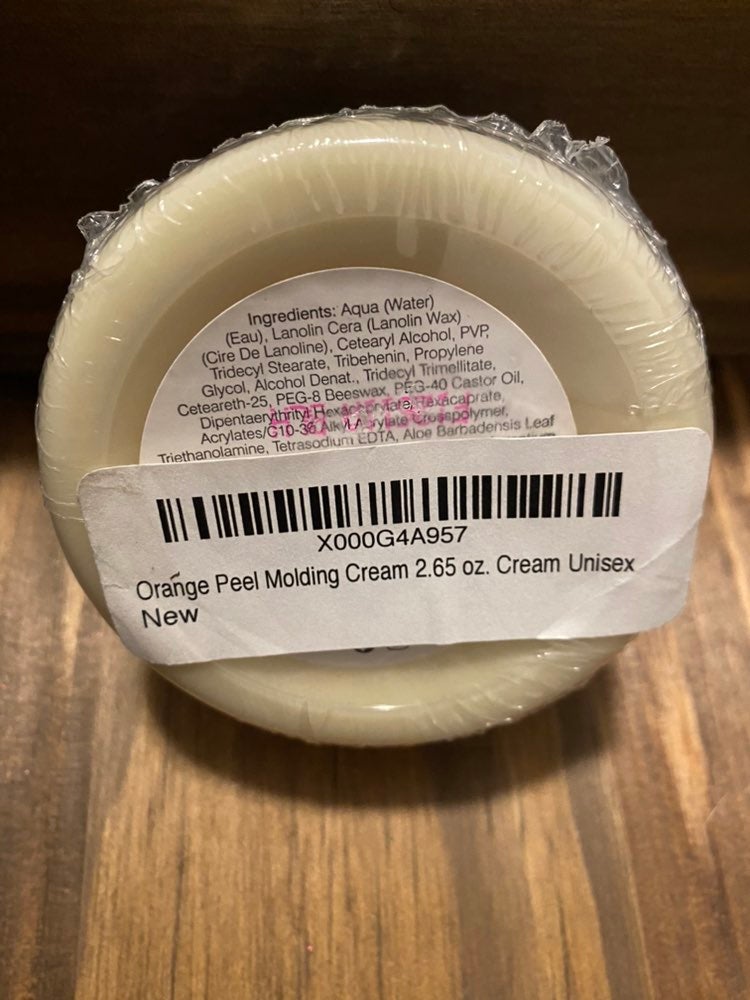 Ingredients: Aqua (Water)
(Eau), Lanolin Cera (Lanolin Wax)
(Cire De Lanoline), Cetearyl Alcohol, PVP,
Tridecyl Stearate, Tribehenin, Propylene
Glycol, Alcohol Denat., Tridecyl Trimellitate,
Ceteareth-25, PEG-8 Beeswax, PEG-40 Castor Oil,
Dipentaerythrityl
Acrylates/C10-30 Alkyl Acrylate Crosspolymer,
Triethanolamine, Tetrasodium EDTA, Aloe Barbadensis Leaf
X000G4A957
Orange Peel Molding Cream 2.65 oz. Cream Unisex
New